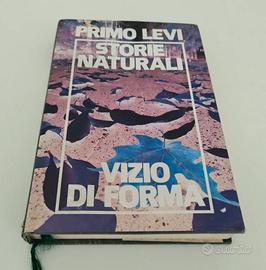 PRIMO LEVI
STORIE
NATURALI
VIZIO
DI FORMA